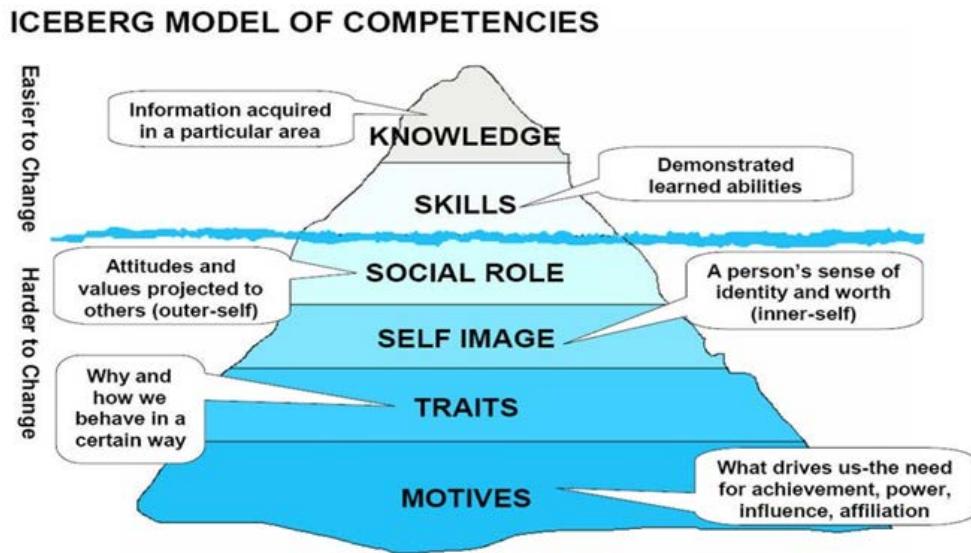 ICEBERG MODEL OF COMPETENCIES
Easier to Change
Information acquired
in a particular area
KNOWLEDGE
Demonstrated
learned abilities
SKILLS
Harder to Change
Attitudes and
values projected to
others (outer-self)
SOCIAL ROLE
A person's sense of
identity and worth
(inner-self)
SELF IMAGE
Why and
how we
behave in a
certain way
TRAITS
What drives us-the need
for achievement, power,
influence, affiliation
MOTIVES